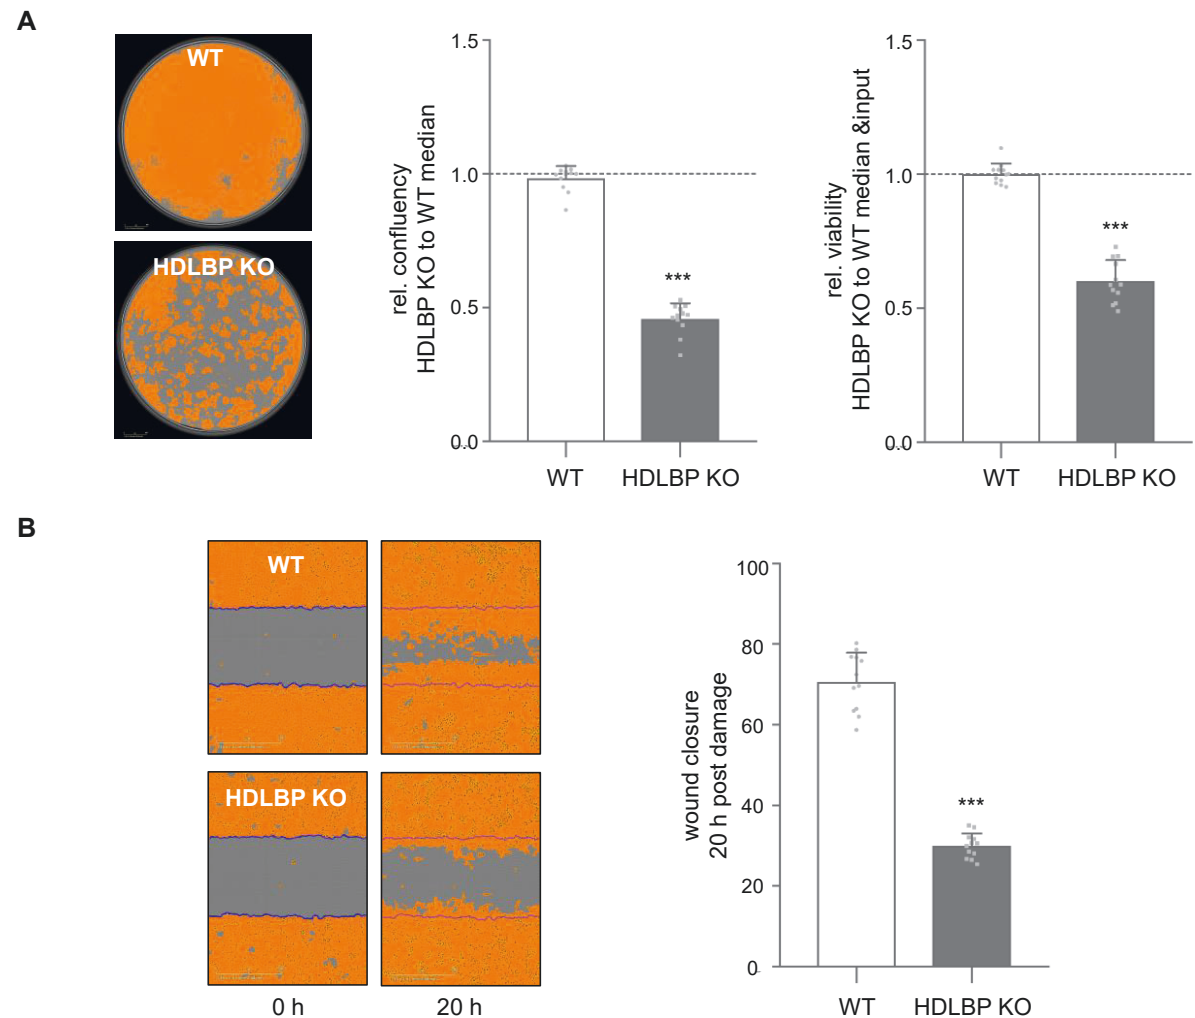 A
WT
HDLBP KO
rel. confluency
HDLBP KO to WT median
1.5
1.0
0.5
0.0
***
WT
HDLBP KO
rel. viability
HDLBP KO to WT median &input
1.5
1.0
0.5
0.0
***
WT
HDLBP KO
B
WT
HDLBP KO
0 h
20 h
wound closure
20 h post damage
100
80
60
40
20
0
***
WT
HDLBP KO